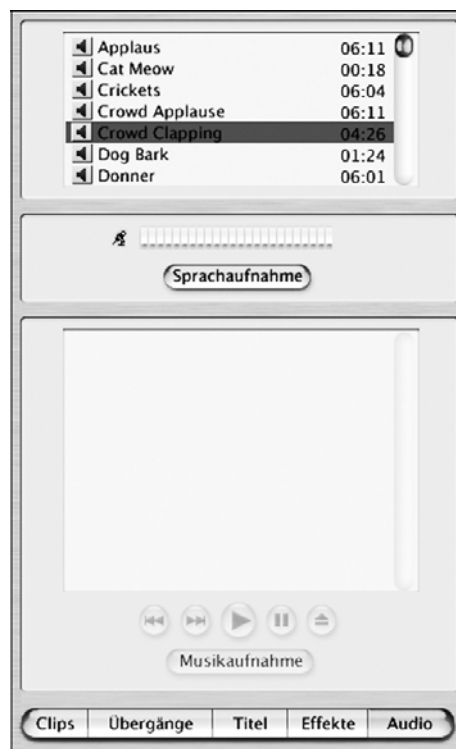 Applaus 06:11
Cat Meow 00:18
Crickets 06:04
Crowd Applause 06:11
Crowd Clapping 04:26
Dog Bark 01:24
Donner 06:01
Sprachaufnahme
Musikaufnahme
Clips Übergänge Titel Effekte Audio